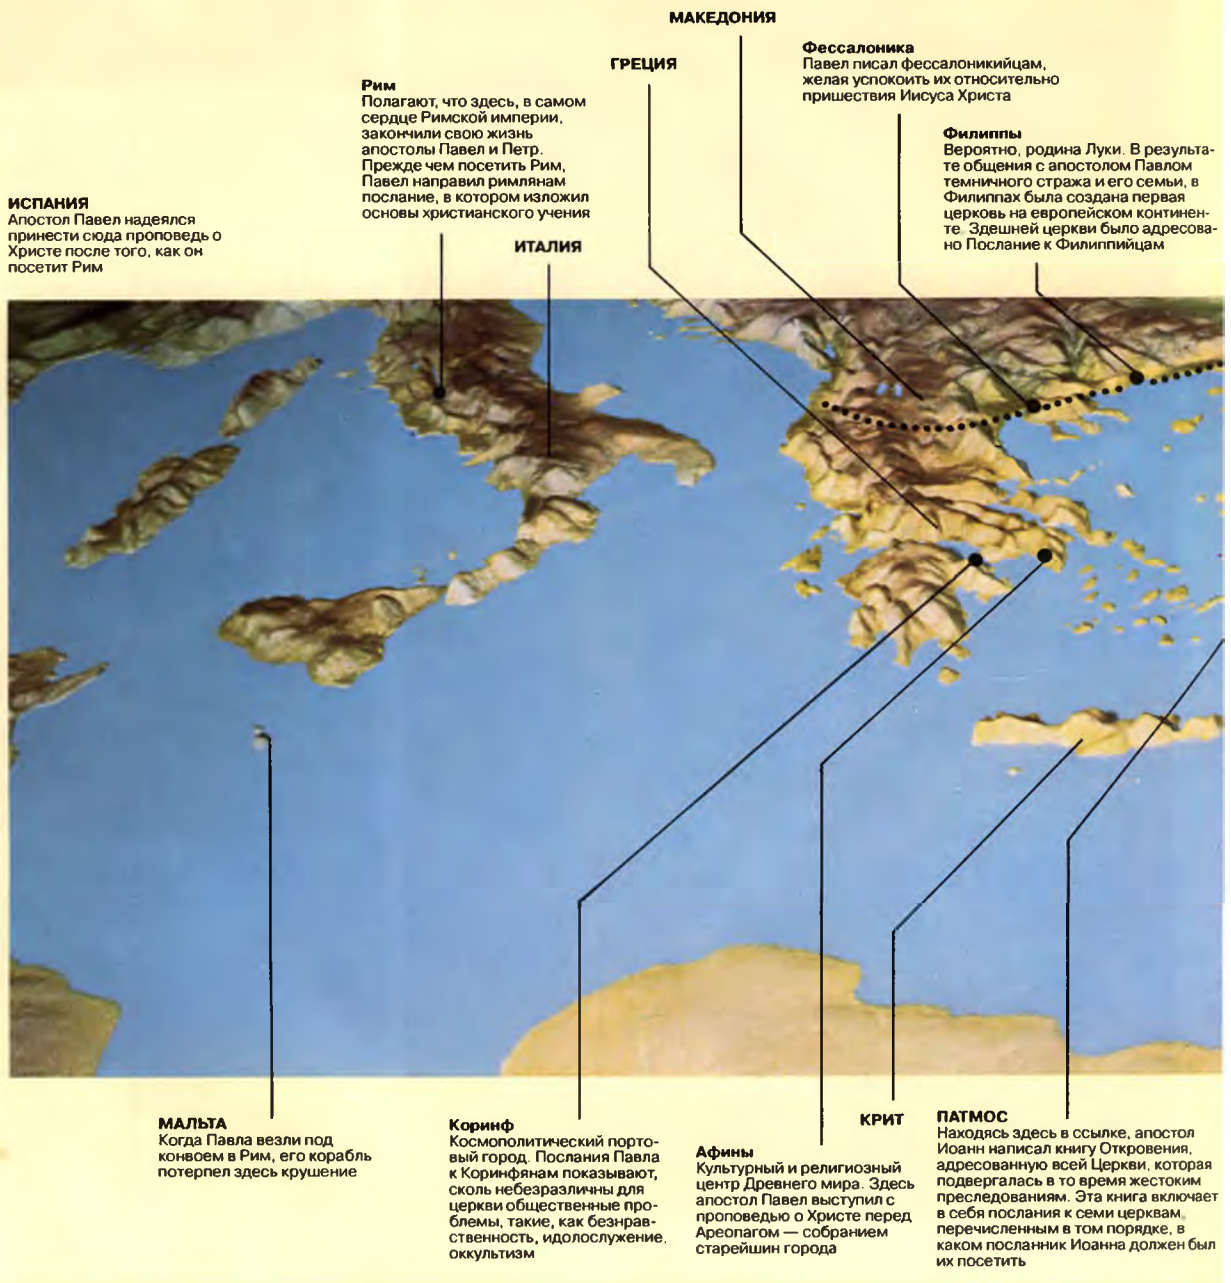 МАКЕДОНИЯ
ГРЕЦИЯ
Фессалоника
Павел писал фессалоникийцам,
желая успокоить их относительно
пришествия Иисуса Христа
Рим
Полагают, что здесь, в самом
сердце Римской империи,
закончили свою жизнь
апостолы Павел и Петр.
Прежде чем посетить Рим,
Павел направил римлянам
послание, в котором изложил
основы христианского учения
Филиппы
Вероятно, родина Луки. В результа-
те общения с апостолом Павлом
темничного стража и его семьи, в
Филиппах была создана первая
церковь на европейском континен-
те. Здешней церкви было адресова-
но Послание к Филиппийцам
ИСПАНИЯ
Апостол Павел надеялся
принести сюда проповедь о
Христе после того, как он
посетит Рим
ИТАЛИЯ
МАЛЬТА
Когда Павла везли под
конвоем в Рим, его корабль
потерпел здесь крушение
Коринф
Космополитический порто-
вый город. Послания Павла
к Коринфянам показывают,
сколь небезразличны для
церкви общественные про-
блемы, такие, как безнрав-
ственность, идолослужение,
оккультизм
Афины
Культурный и религиозный
центр Древнего мира. Здесь
апостол Павел выступил с
проповедью о Христе перед
Ареопагом — собранием
старейшин города
КРИТ
ПАТМОС
Находясь здесь в ссылке, апостол
Иоанн написал книгу Откровения,
адресованную всей Церкви, которая
подвергалась в то время жестоким
преследованиям. Эта книга включает
в себя послания к семи церквам,
перечисленным в том порядке, в
каком посланник Иоанна должен был
их посетить